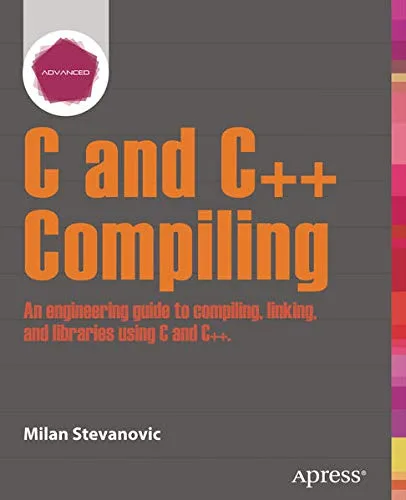 ADVANCED
C and C++
Compiling
An engineering guide to compiling, linking,
and libraries using C and C++.
Milan Stevanovic
Apress®